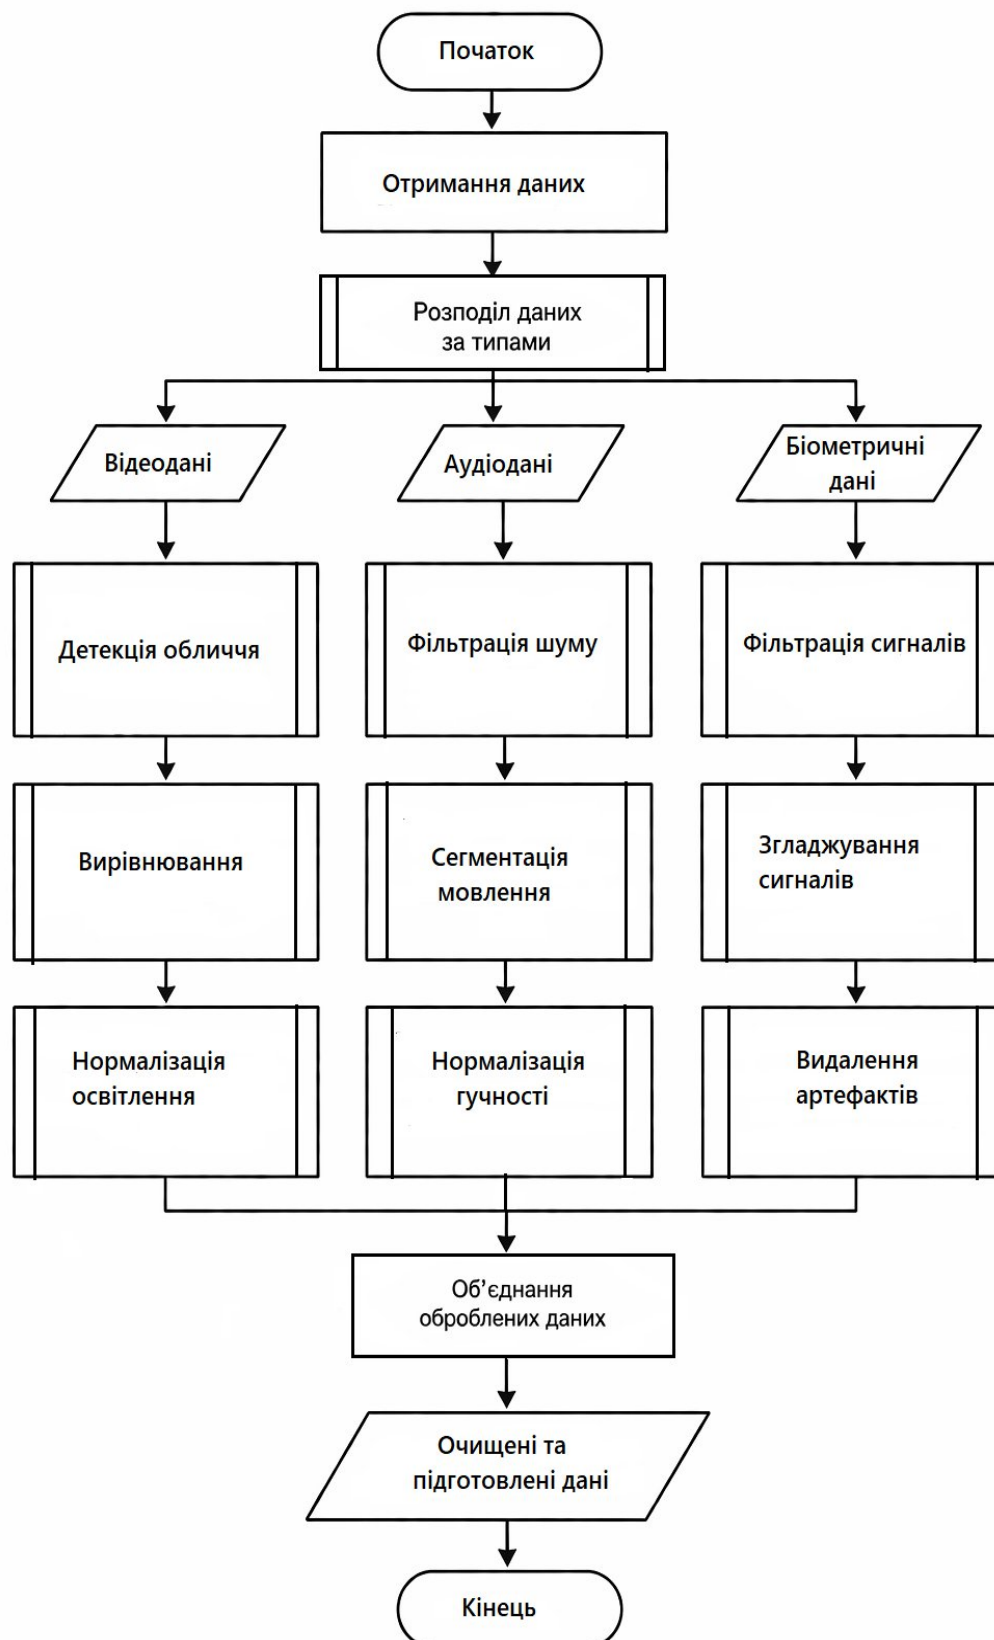 Початок
Отримання даних
Розподіл даних
за типами
Відеодані
Аудіодані
Біометричні
дані
Детекція обличчя
Фільтрація шуму
Фільтрація сигналів
Вирівнювання
Сегментація
мовлення
Згладжування
сигналів
Нормалізація
освітлення
Нормалізація
гучності
Видалення
артефактів
Об’єднання
оброблених даних
Очищені та
підготовлені дані
Кінець